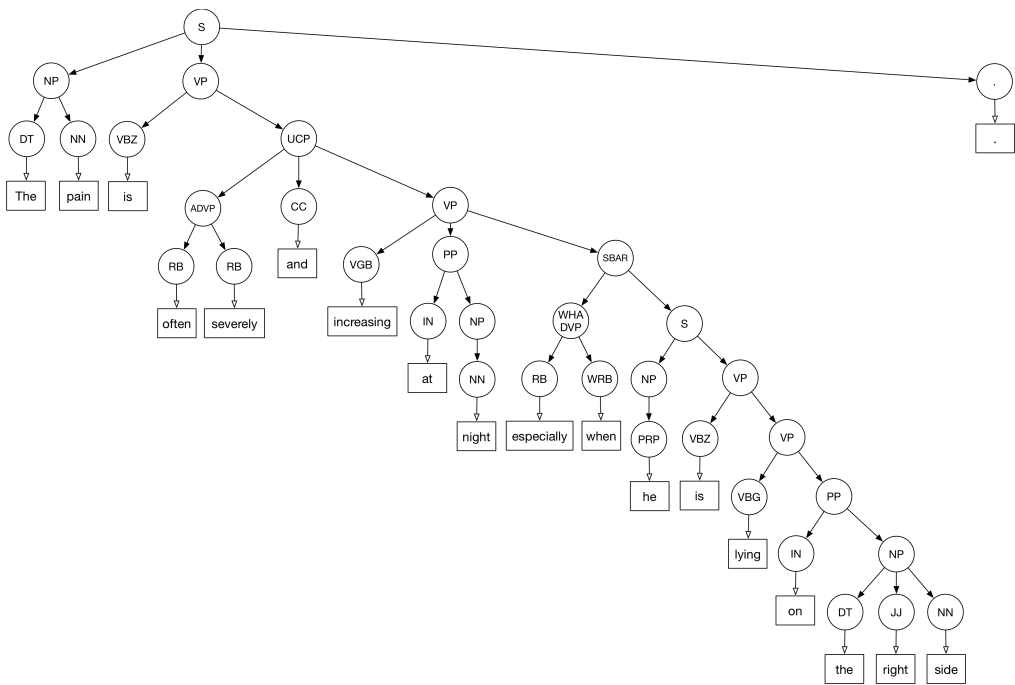 S
NP VP .
DT NN VBZ UCP .
The pain is ADVP CC VP
RB RB and VGB PP SBAR
often severely increasing IN NP WHA DVP S
at NN RB WRB NP VP
night especially when PRP VBZ VP
he is VBG PP
lying IN NP
on DT JJ NN
the right side